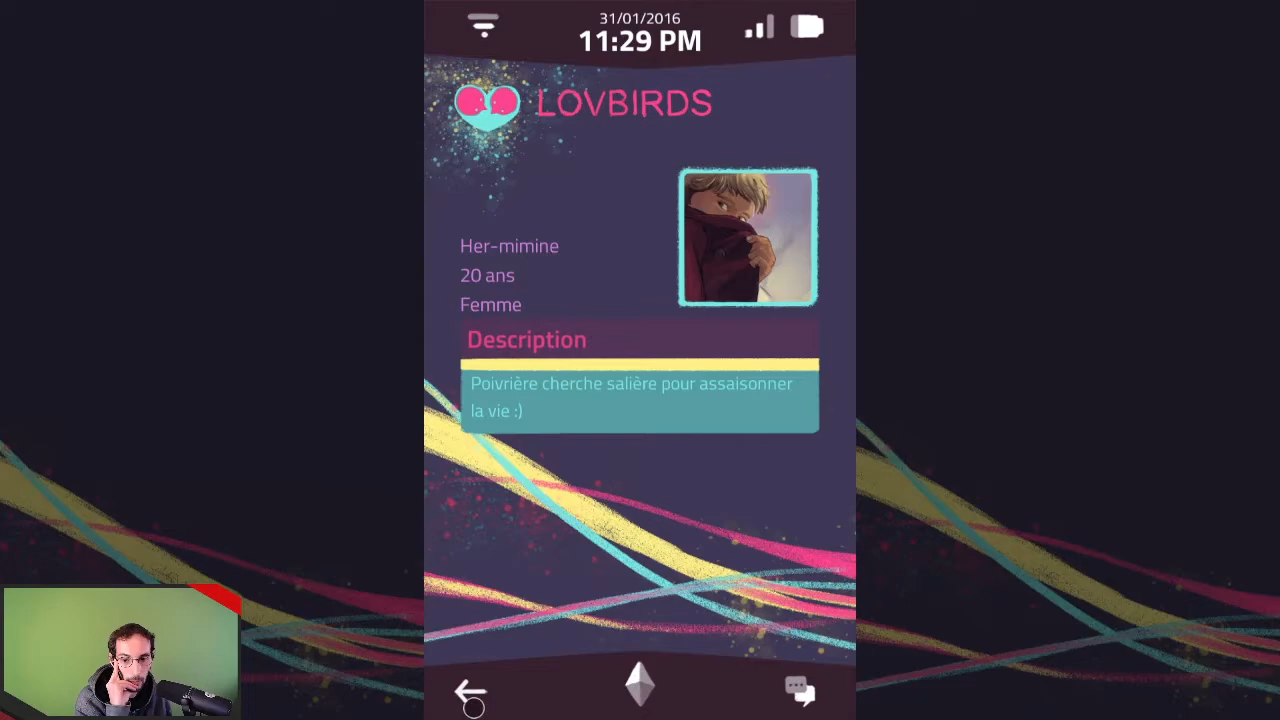 31/01/2016
11:29 PM
LOVBIRDS
Her-mimine
20 ans
Femme
Description
Poivrière cherche salière pour assaisonner
la vie :)